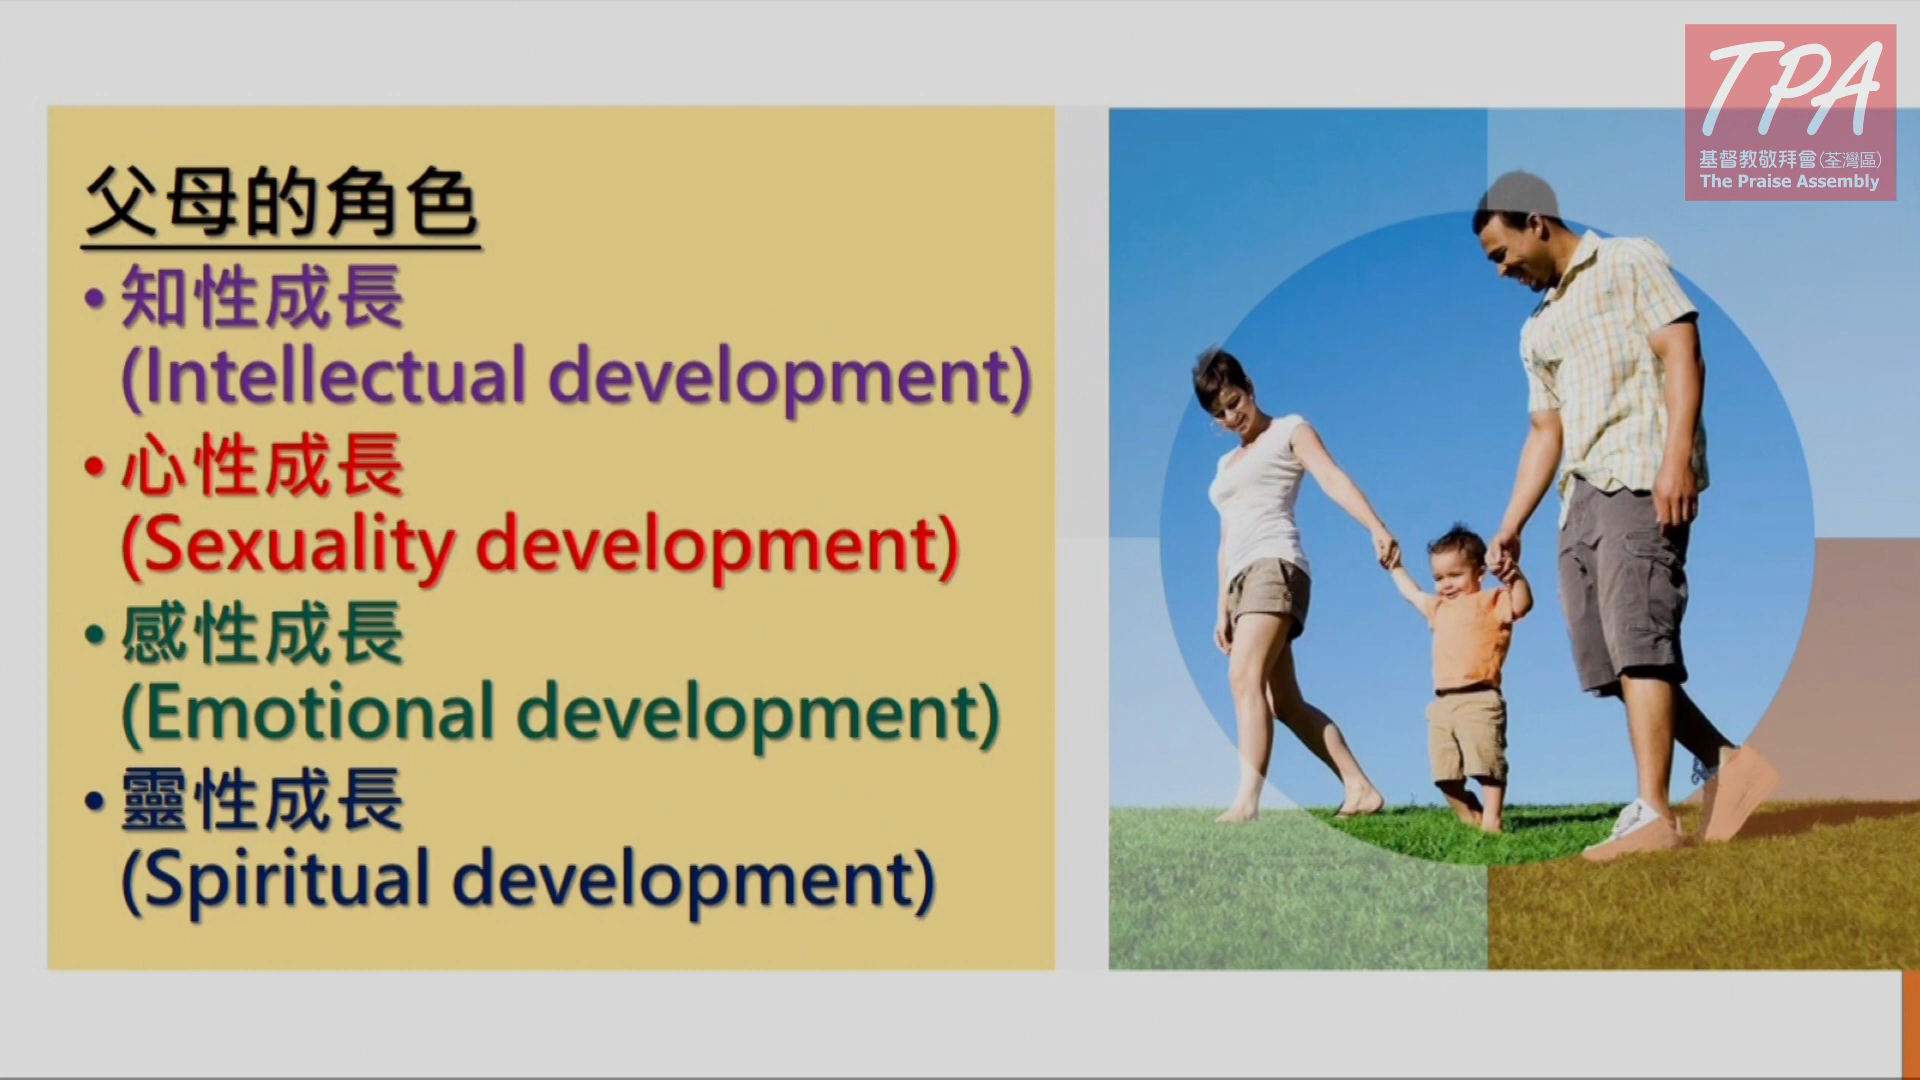 父母的角色
• 知性成長
(Intellectual development)
• 心性成長
(Sexuality development)
• 感性成長
(Emotional development)
• 靈性成長
(Spiritual development)
TPA
基督教敬拜會(荃灣區)
The Praise Assembly